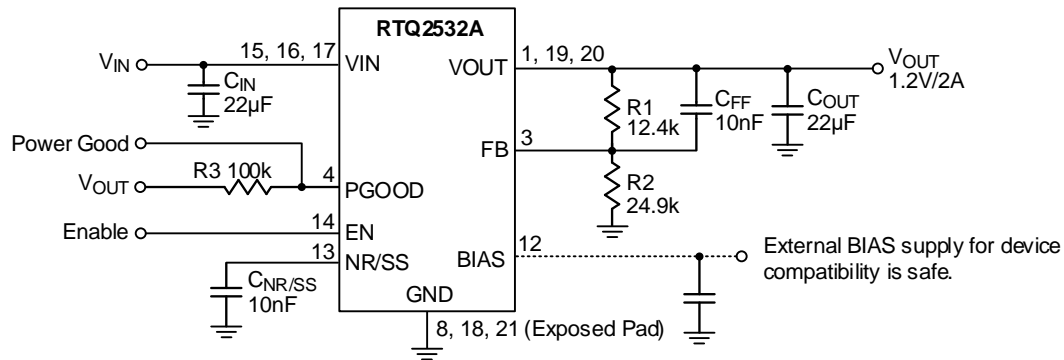 RTQ2532A
VIN
15, 16, 17
VIN
CIN
22µF
VOUT
1, 19, 20
VOUT
1.2V/2A
R1
12.4k
CFF
10nF
COUT
22µF
FB
3
R2
24.9k
Power Good
VOUT
R3 100k
4
PGOOD
Enable
14
EN
13
NR/SS
CNR/SS
10nF
BIAS
12
External BIAS supply for device
compatibility is safe.
GND
8, 18, 21 (Exposed Pad)